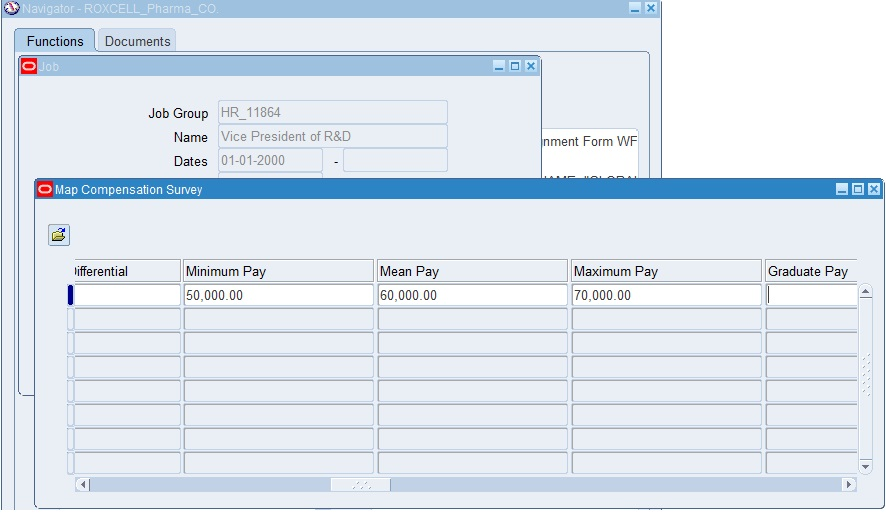 Navigator - ROXCELL_Pharma_CO.
Functions Documents
Job
Job Group HR_11864
Name Vice President of R&D
Dates 01-01-2000 -
nment Form WF
Map Compensation Survey
ifferential Minimum Pay Mean Pay Maximum Pay Graduate Pay
50,000.00 60,000.00 70,000.00